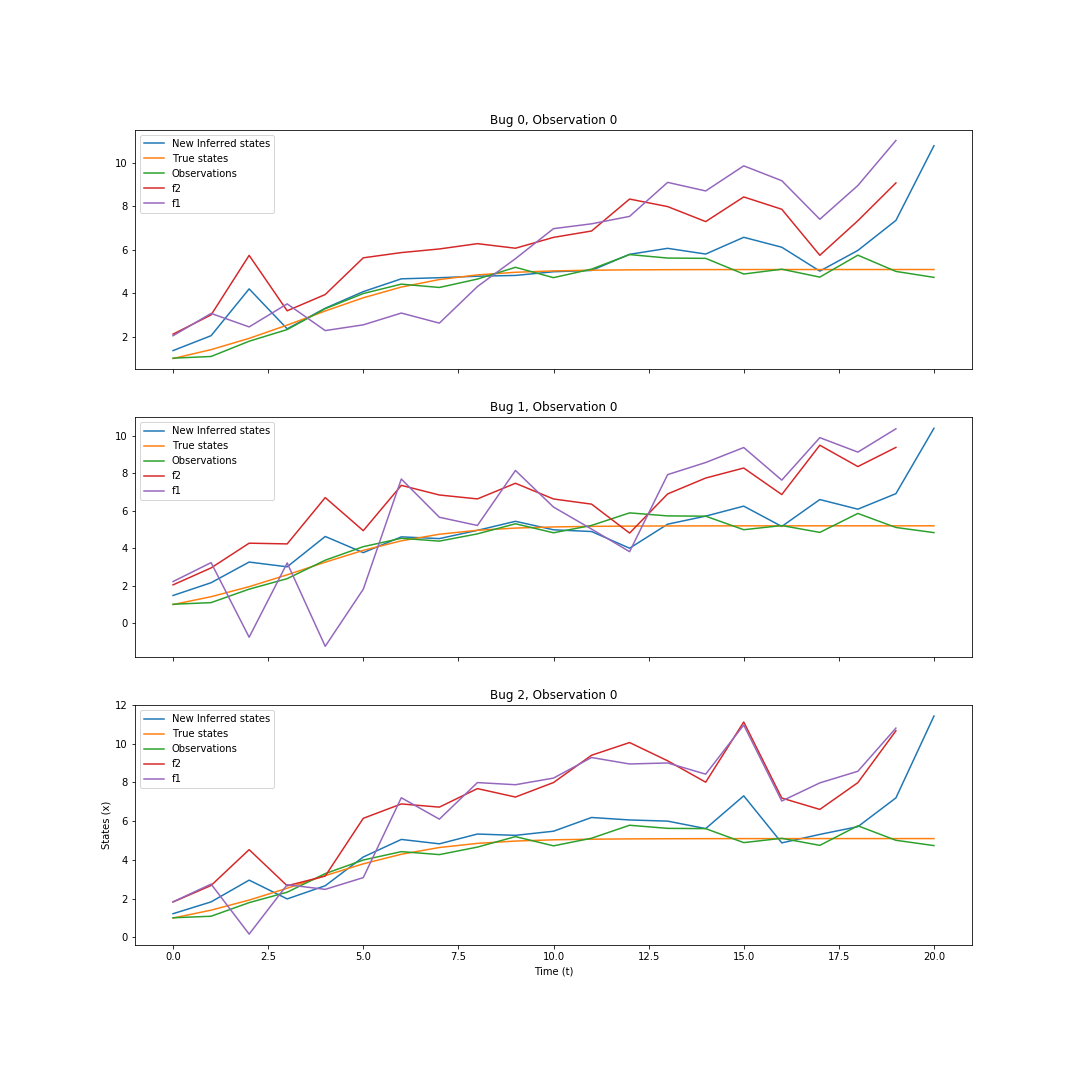 Bug 0, Observation 0
New Inferred states
True states
Observations
f2
f1
10
8
6
4
2
Bug 1, Observation 0
New Inferred states
True states
Observations
f2
f1
10
8
6
4
2
0
Bug 2, Observation 0
New Inferred states
True states
Observations
f2
f1
12
10
8
6
4
2
0
States (x)
0.0 2.5 5.0 7.5 10.0 12.5 15.0 17.5 20.0
Time (t)